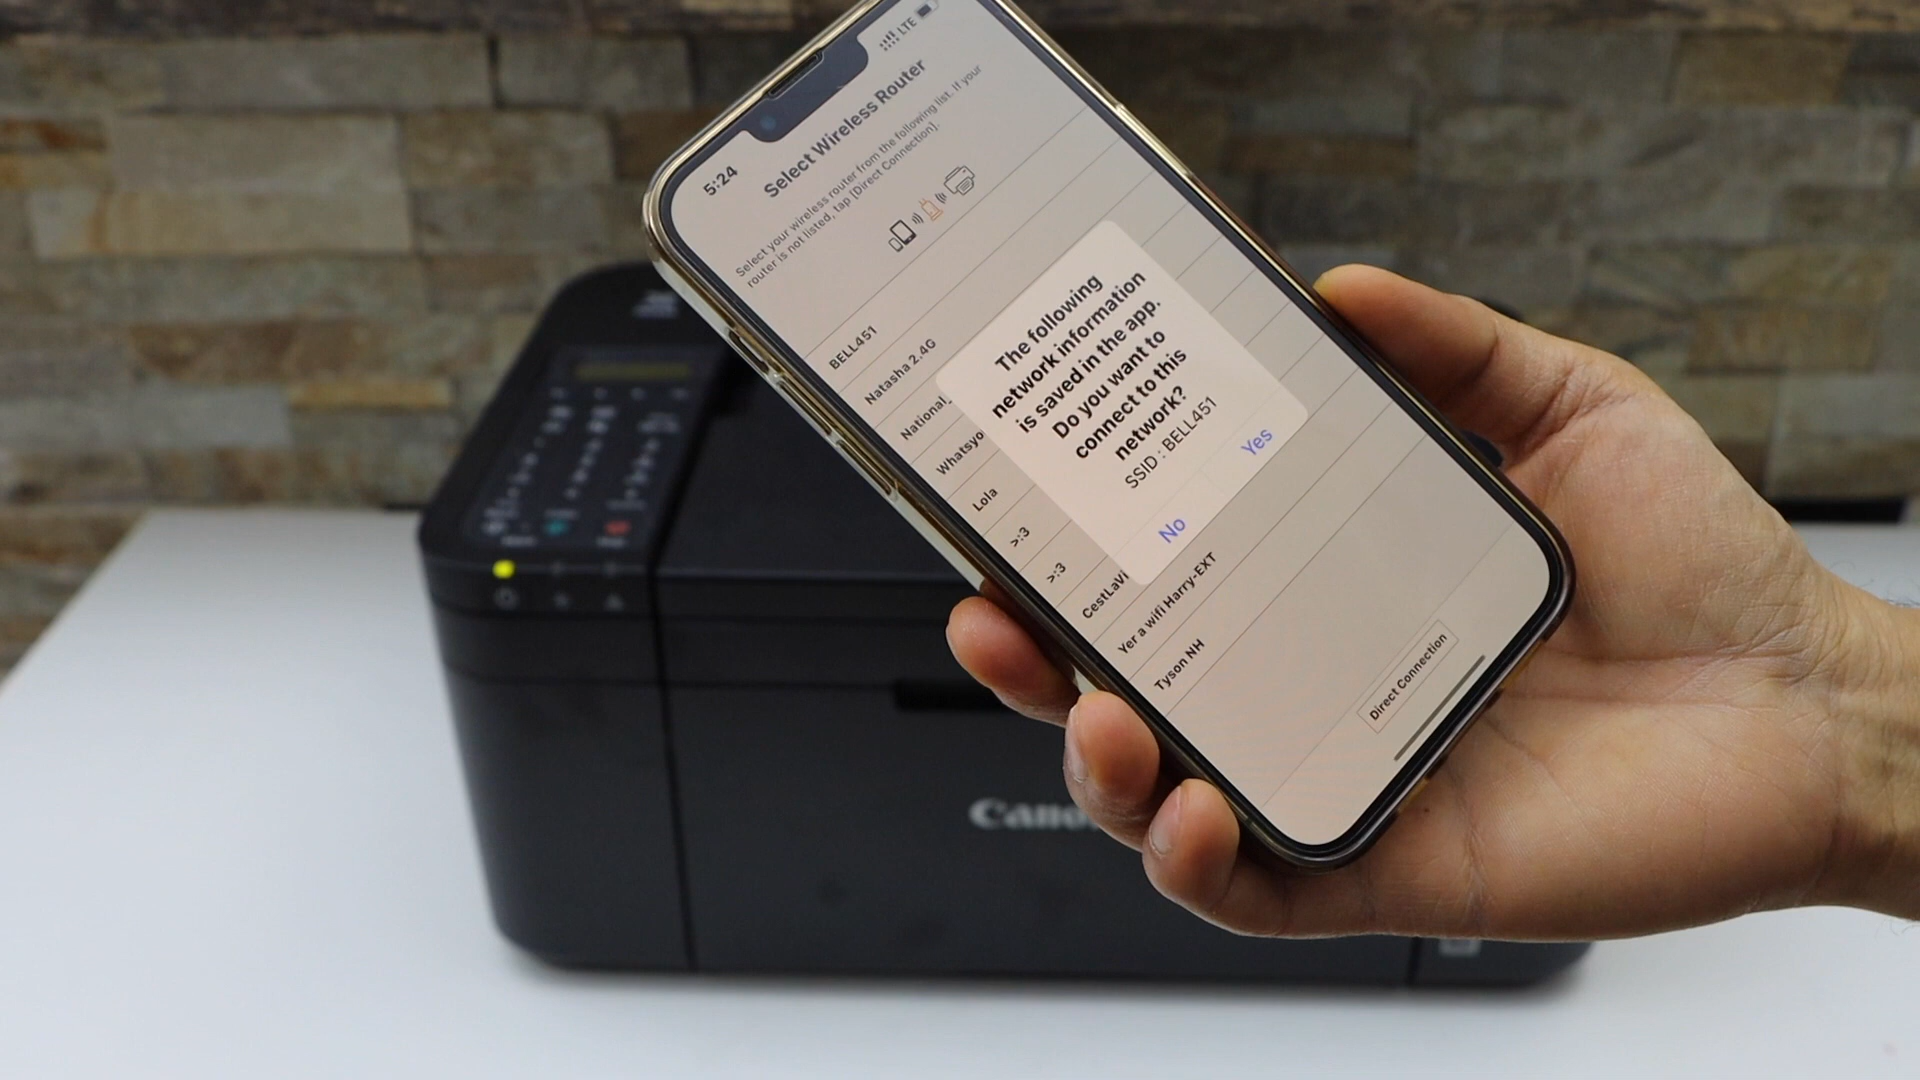 5:24
LTE
Select Wireless Router
Select your wireless router from the following list. If your
router is not listed, tap [Direct Connection].
BELL451
Natasha 2.4G
National_
Whatsyo
Lola
>:3
>:3
CestLaVi
Yer a wifi Harry-EXT
Tyson NH
The following
network information
is saved in the app.
Do you want to
connect to this
network?
SSID : BELL451
No
Yes
Direct Connection
Cano